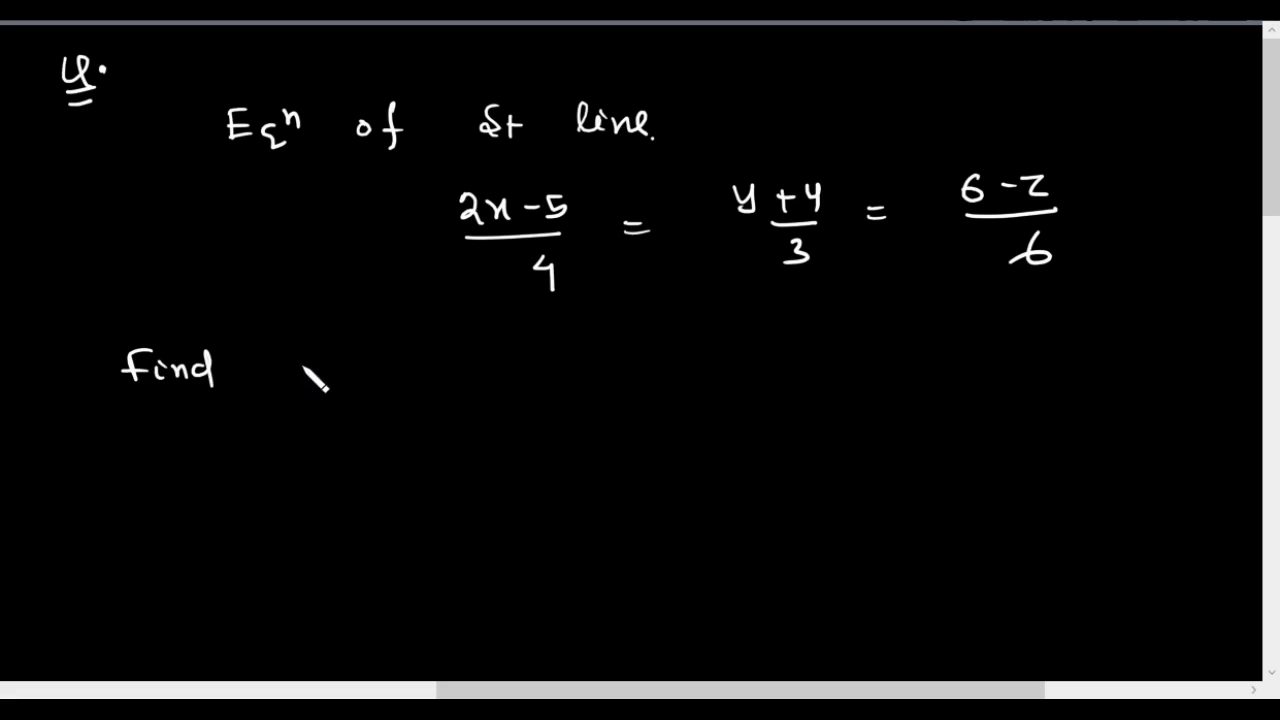 Q.
Eqⁿ of St line.
2x - 5 / 4 = y + 4 / 3 = 6 - z / 6
Find